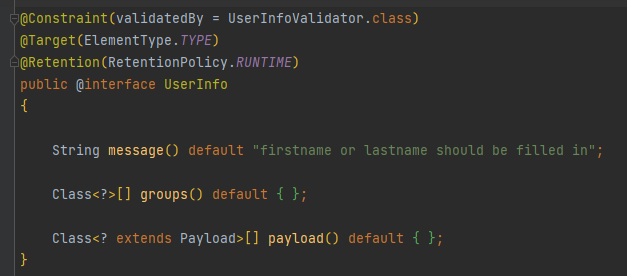 @Constraint(validatedBy = UserInfoValidator.class)
@Target(ElementType.TYPE)
@Retention(RetentionPolicy.RUNTIME)
public @interface UserInfo
{
String message() default "firstname or lastname should be filled in";
Class<?>[] groups() default { };
Class<? extends Payload>[] payload() default { };
}